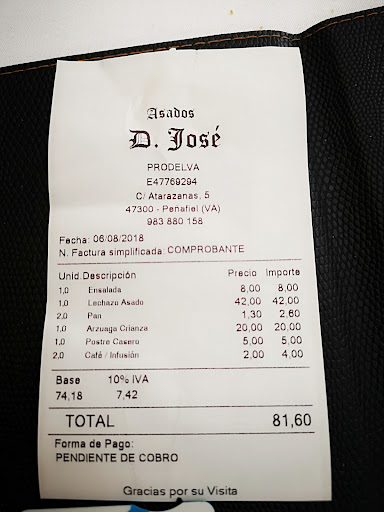 Asados
D. José
PRODELVA
E47769294
C/ Atarazanas, 5
47300 - Peñafiel (VA)
983 880 158
Fecha: 06/08/2018
N. Factura simplificada: COMPROBANTE
Unid. Descripción Precio Importe
1,0 Ensalada 8,00 8,00
1,0 Lechazo Asado 42,00 42,00
2,0 Pan 1,30 2,60
1,0 Arzuaga Crianza 20,00 20,00
1,0 Postre Casero 5,00 5,00
2,0 Café / Infusión 2,00 4,00
Base 10% IVA
74,18 7,42
TOTAL 81,60
Forma de Pago:
PENDIENTE DE COBRO
Gracias por su Visita